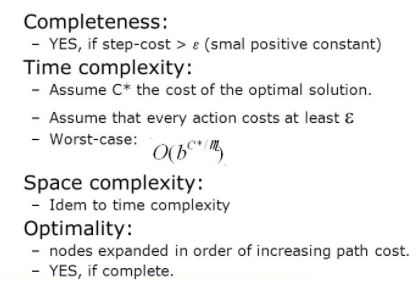 Completeness:
– YES, if step-cost > ε (smal positive constant)
Time complexity:
– Assume C* the cost of the optimal solution.
– Assume that every action costs at least ε
– Worst-case: O(b^{C*/})
Space complexity:
– Idem to time complexity
Optimality:
– nodes expanded in order of increasing path cost.
– YES, if complete.